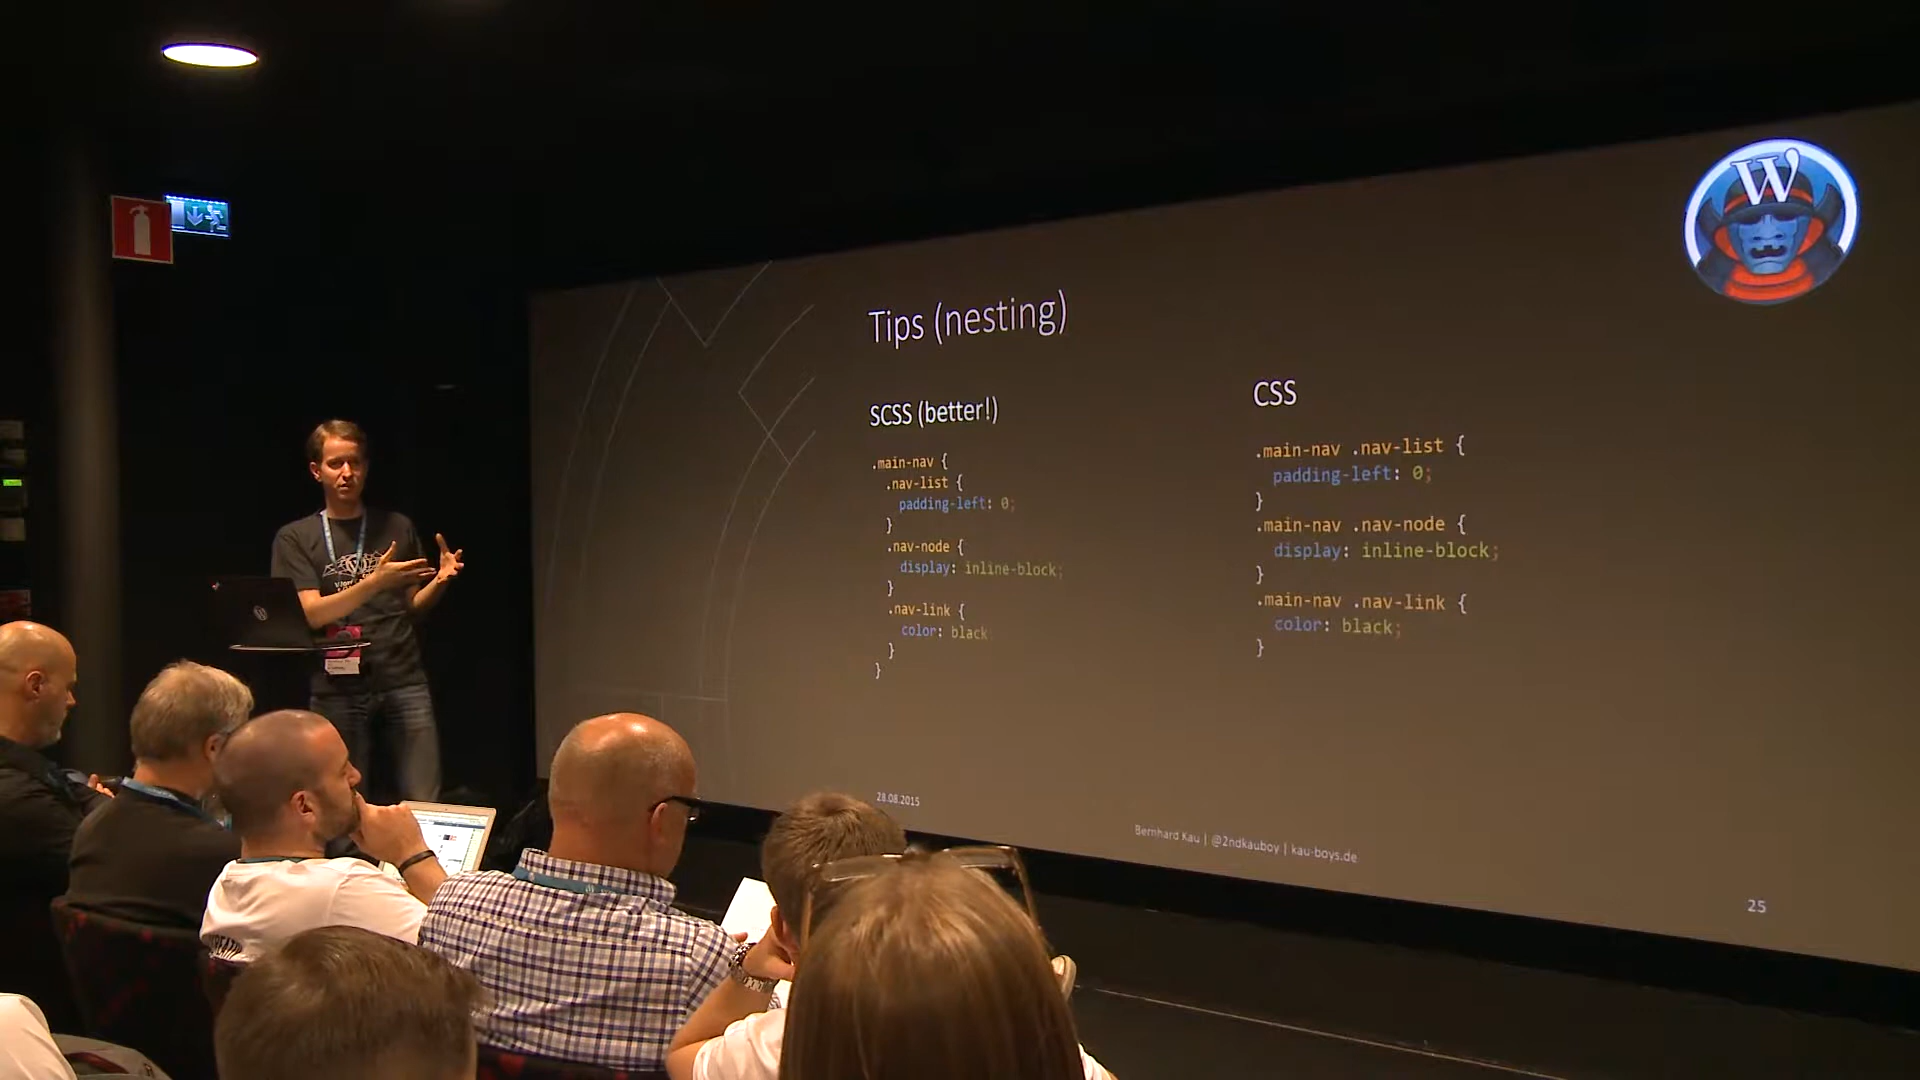 W
Tips (nesting)
SCSS (better!)
.main-nav {
.nav-list {
padding-left: 0;
}
.nav-node {
display: inline-block;
}
.nav-link {
color: black
}
}
CSS
.main-nav .nav-list {
padding-left: 0;
}
.main-nav .nav-node {
display: inline-block;
}
.main-nav .nav-link {
color: black;
}
28.08.2015
Bernhard Kau | @2ndkauboy | kau-boys.de
25